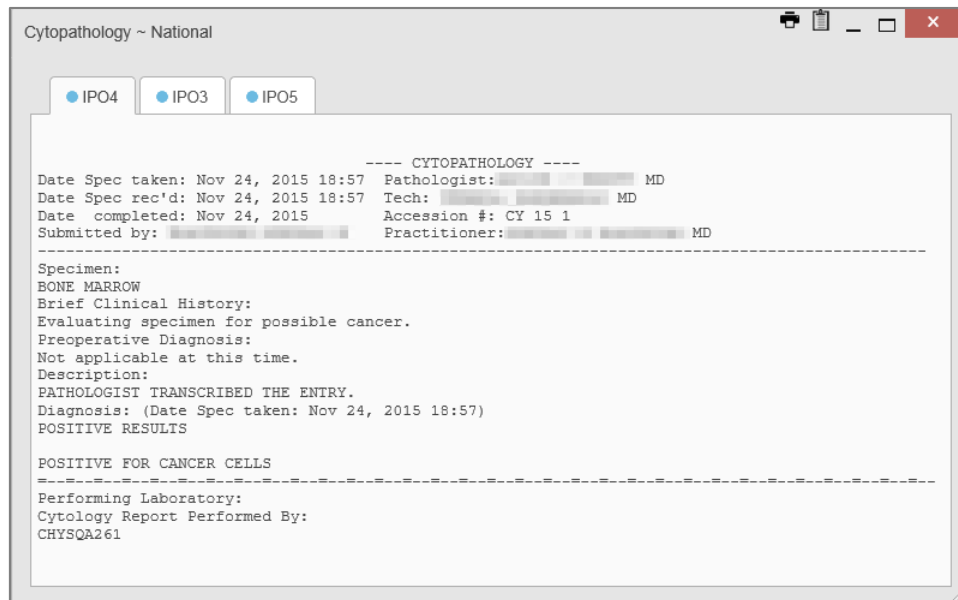 Cytopathology ~ National
IPO4 IPO3 IPO5
---- CYTOPATHOLOGY ----
Date Spec taken: Nov 24, 2015 18:57 Pathologist: MD
Date Spec rec'd: Nov 24, 2015 18:57 Tech: MD
Date completed: Nov 24, 2015 Accession #: CY 15 1
Submitted by: Practitioner: MD
-----------------------------------------------------------------------------------------------
Specimen:
BONE MARROW
Brief Clinical History:
Evaluating specimen for possible cancer.
Preoperative Diagnosis:
Not applicable at this time.
Description:
PATHOLOGIST TRANSCRIBED THE ENTRY.
Diagnosis: (Date Spec taken: Nov 24, 2015 18:57)
POSITIVE RESULTS
POSITIVE FOR CANCER CELLS
=--=--=--=--=--=--=--=--=--=--=--=--=--=--=--=--=--=--=--=--=--=--=--=--=--=--=--=--=--=--=--=--
Performing Laboratory:
Cytology Report Performed By:
CHYSQA261